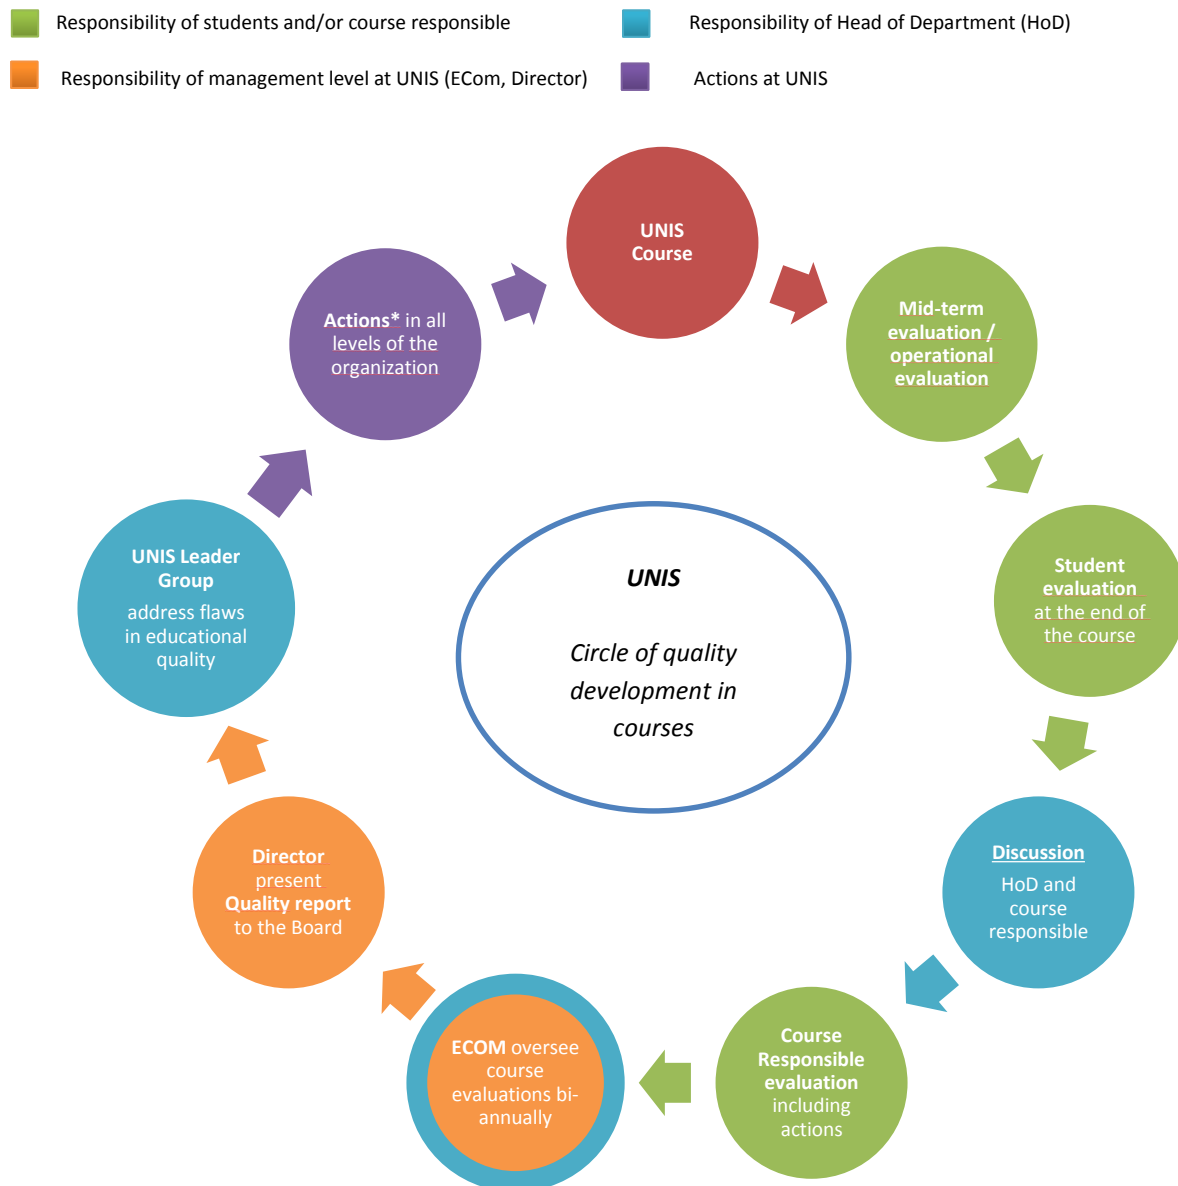 Responsibility of students and/or course responsible
Responsibility of Head of Department (HoD)
Responsibility of management level at UNIS (ECom, Director)
Actions at UNIS
UNIS
Course
Mid-term
evaluation /
operational
evaluation
Student
evaluation
at the end of
the course
Discussion
HoD and
course
responsible
Course
Responsible
evaluation
including
actions
ECOM oversee
course
evaluations bi-
annually
Director
present
Quality report
to the Board
UNIS Leader
Group
address flaws
in educational
quality
Actions* in all
levels of the
organization
UNIS
Circle of quality
development in
courses